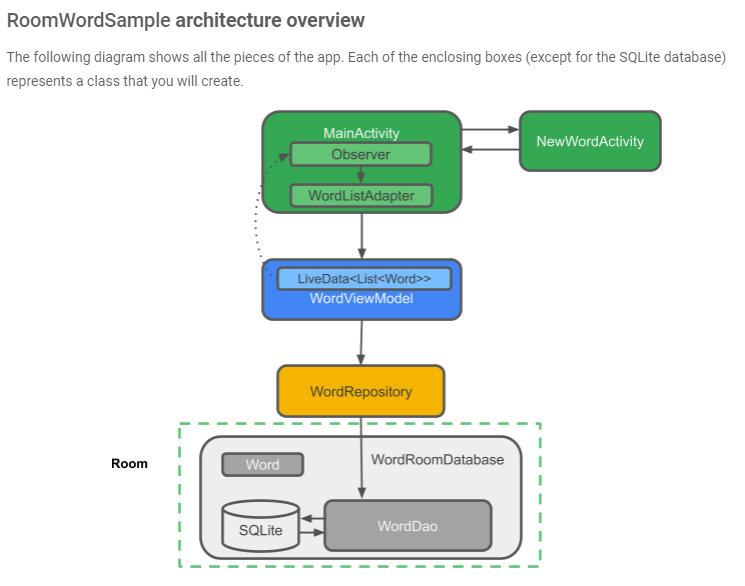 RoomWordSample architecture overview
The following diagram shows all the pieces of the app. Each of the enclosing boxes (except for the SQLite database)
represents a class that you will create.
MainActivity
Observer
WordListAdapter
NewWordActivity
LiveData<List<Word>>
WordViewModel
WordRepository
Room
WordRoomDatabase
Word
SQLite
WordDao